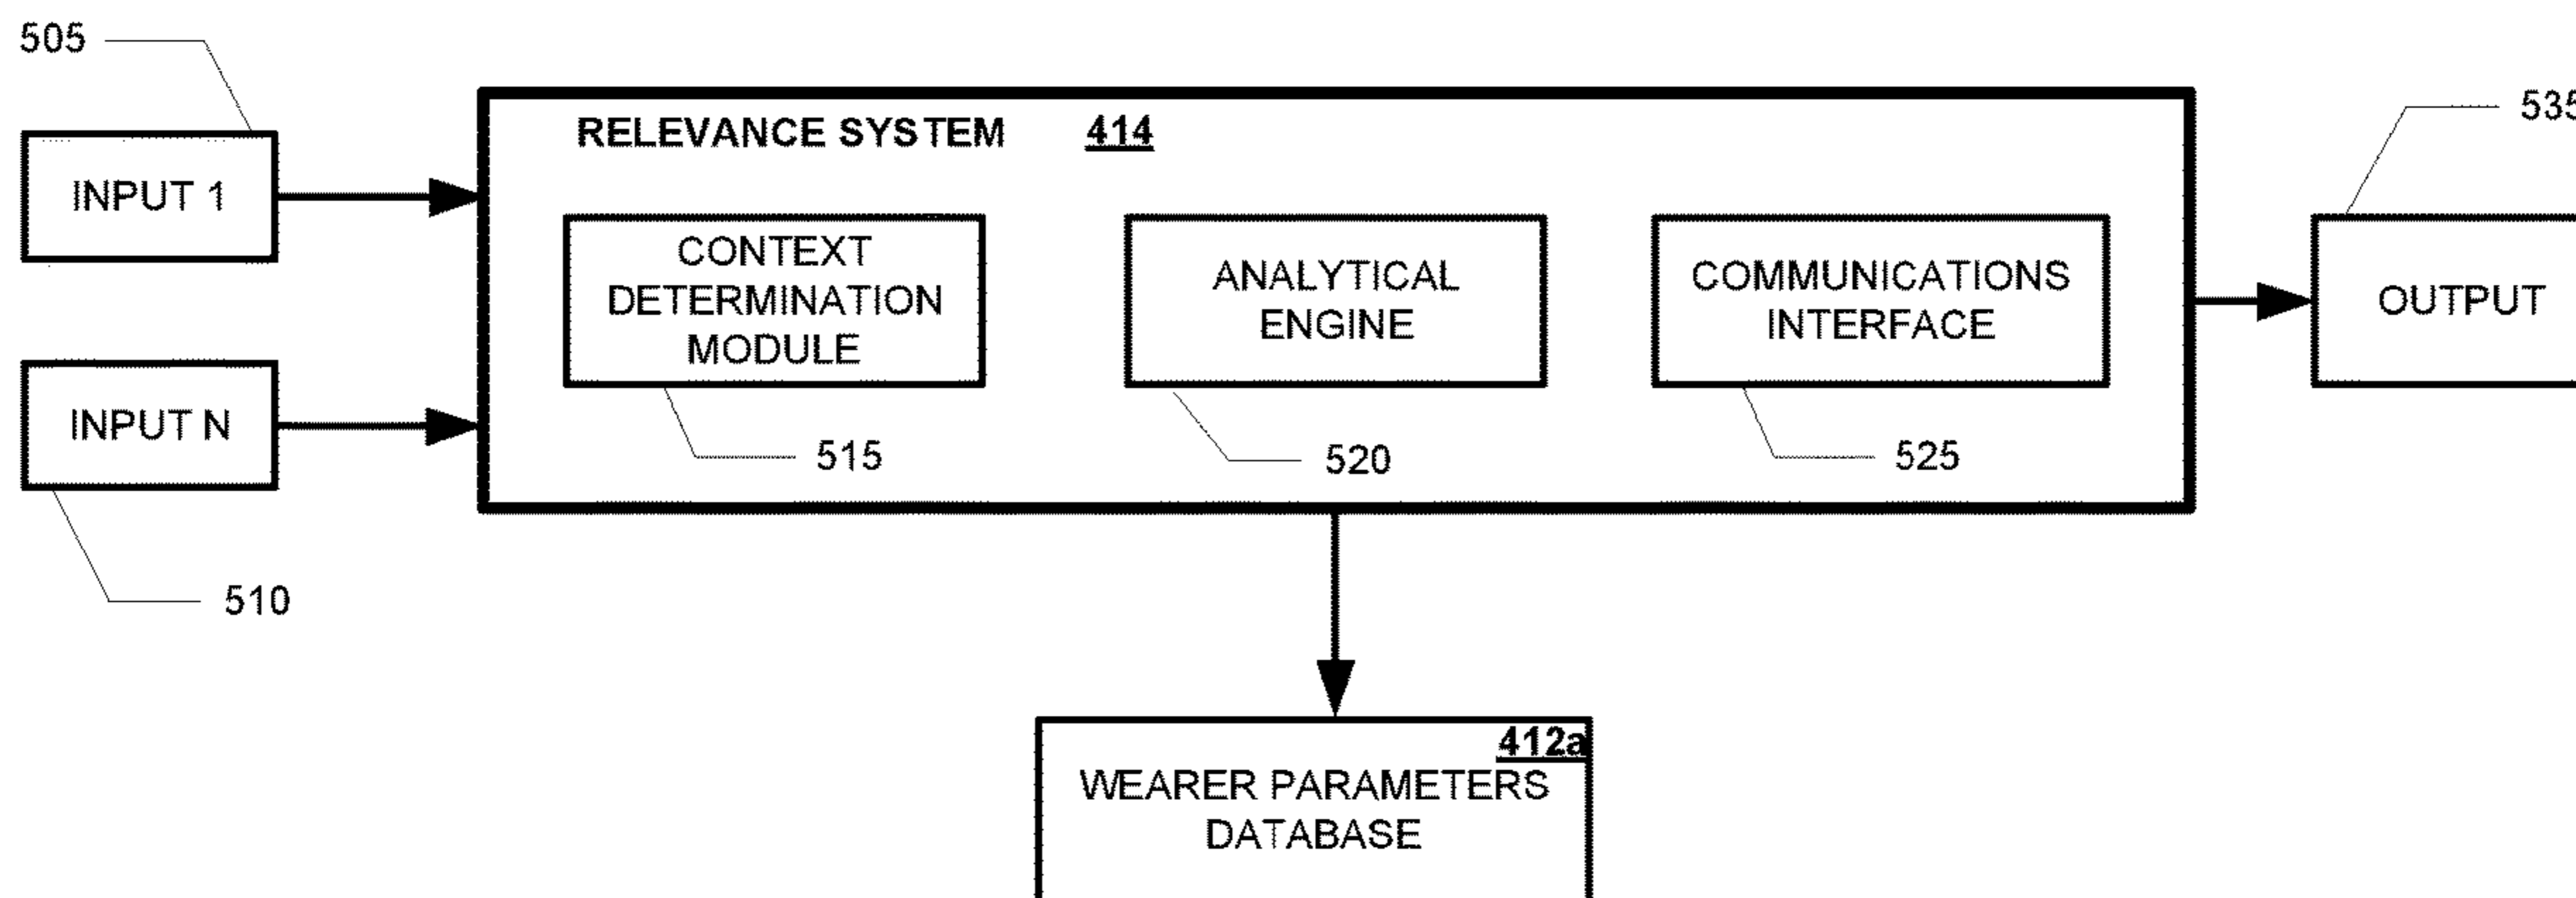 505
535
RELEVANCE SYSTEM 414
INPUT 1
CONTEXT
DETERMINATION
MODULE
ANALYTICAL
ENGINE
COMMUNICATIONS
INTERFACE
OUTPUT
INPUT N
515
520
525
510
412a
WEARER PARAMETERS
DATABASE